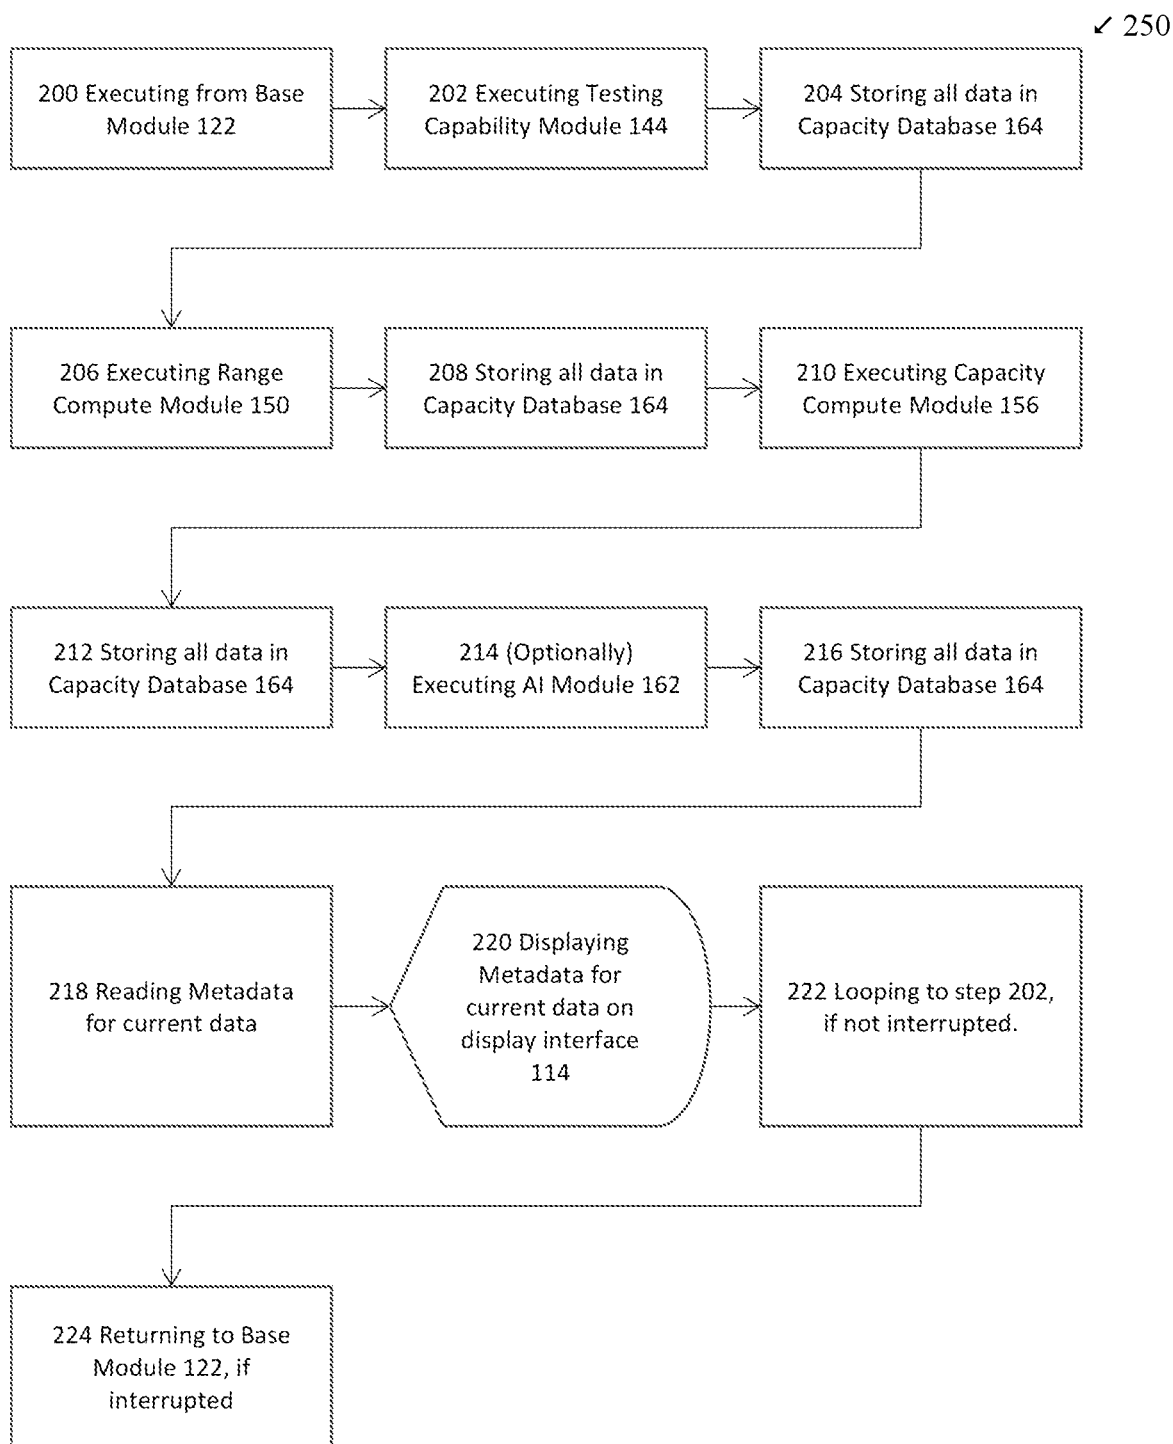 ✓ 250
200 Executing from Base
Module 122
202 Executing Testing
Capability Module 144
204 Storing all data in
Capacity Database 164
206 Executing Range
Compute Module 150
208 Storing all data in
Capacity Database 164
210 Executing Capacity
Compute Module 156
212 Storing all data in
Capacity Database 164
214 (Optionally)
Executing AI Module 162
216 Storing all data in
Capacity Database 164
218 Reading Metadata
for current data
220 Displaying
Metadata for
current data on
display interface
114
222 Looping to step 202,
if not interrupted.
224 Returning to Base
Module 122, if
interrupted